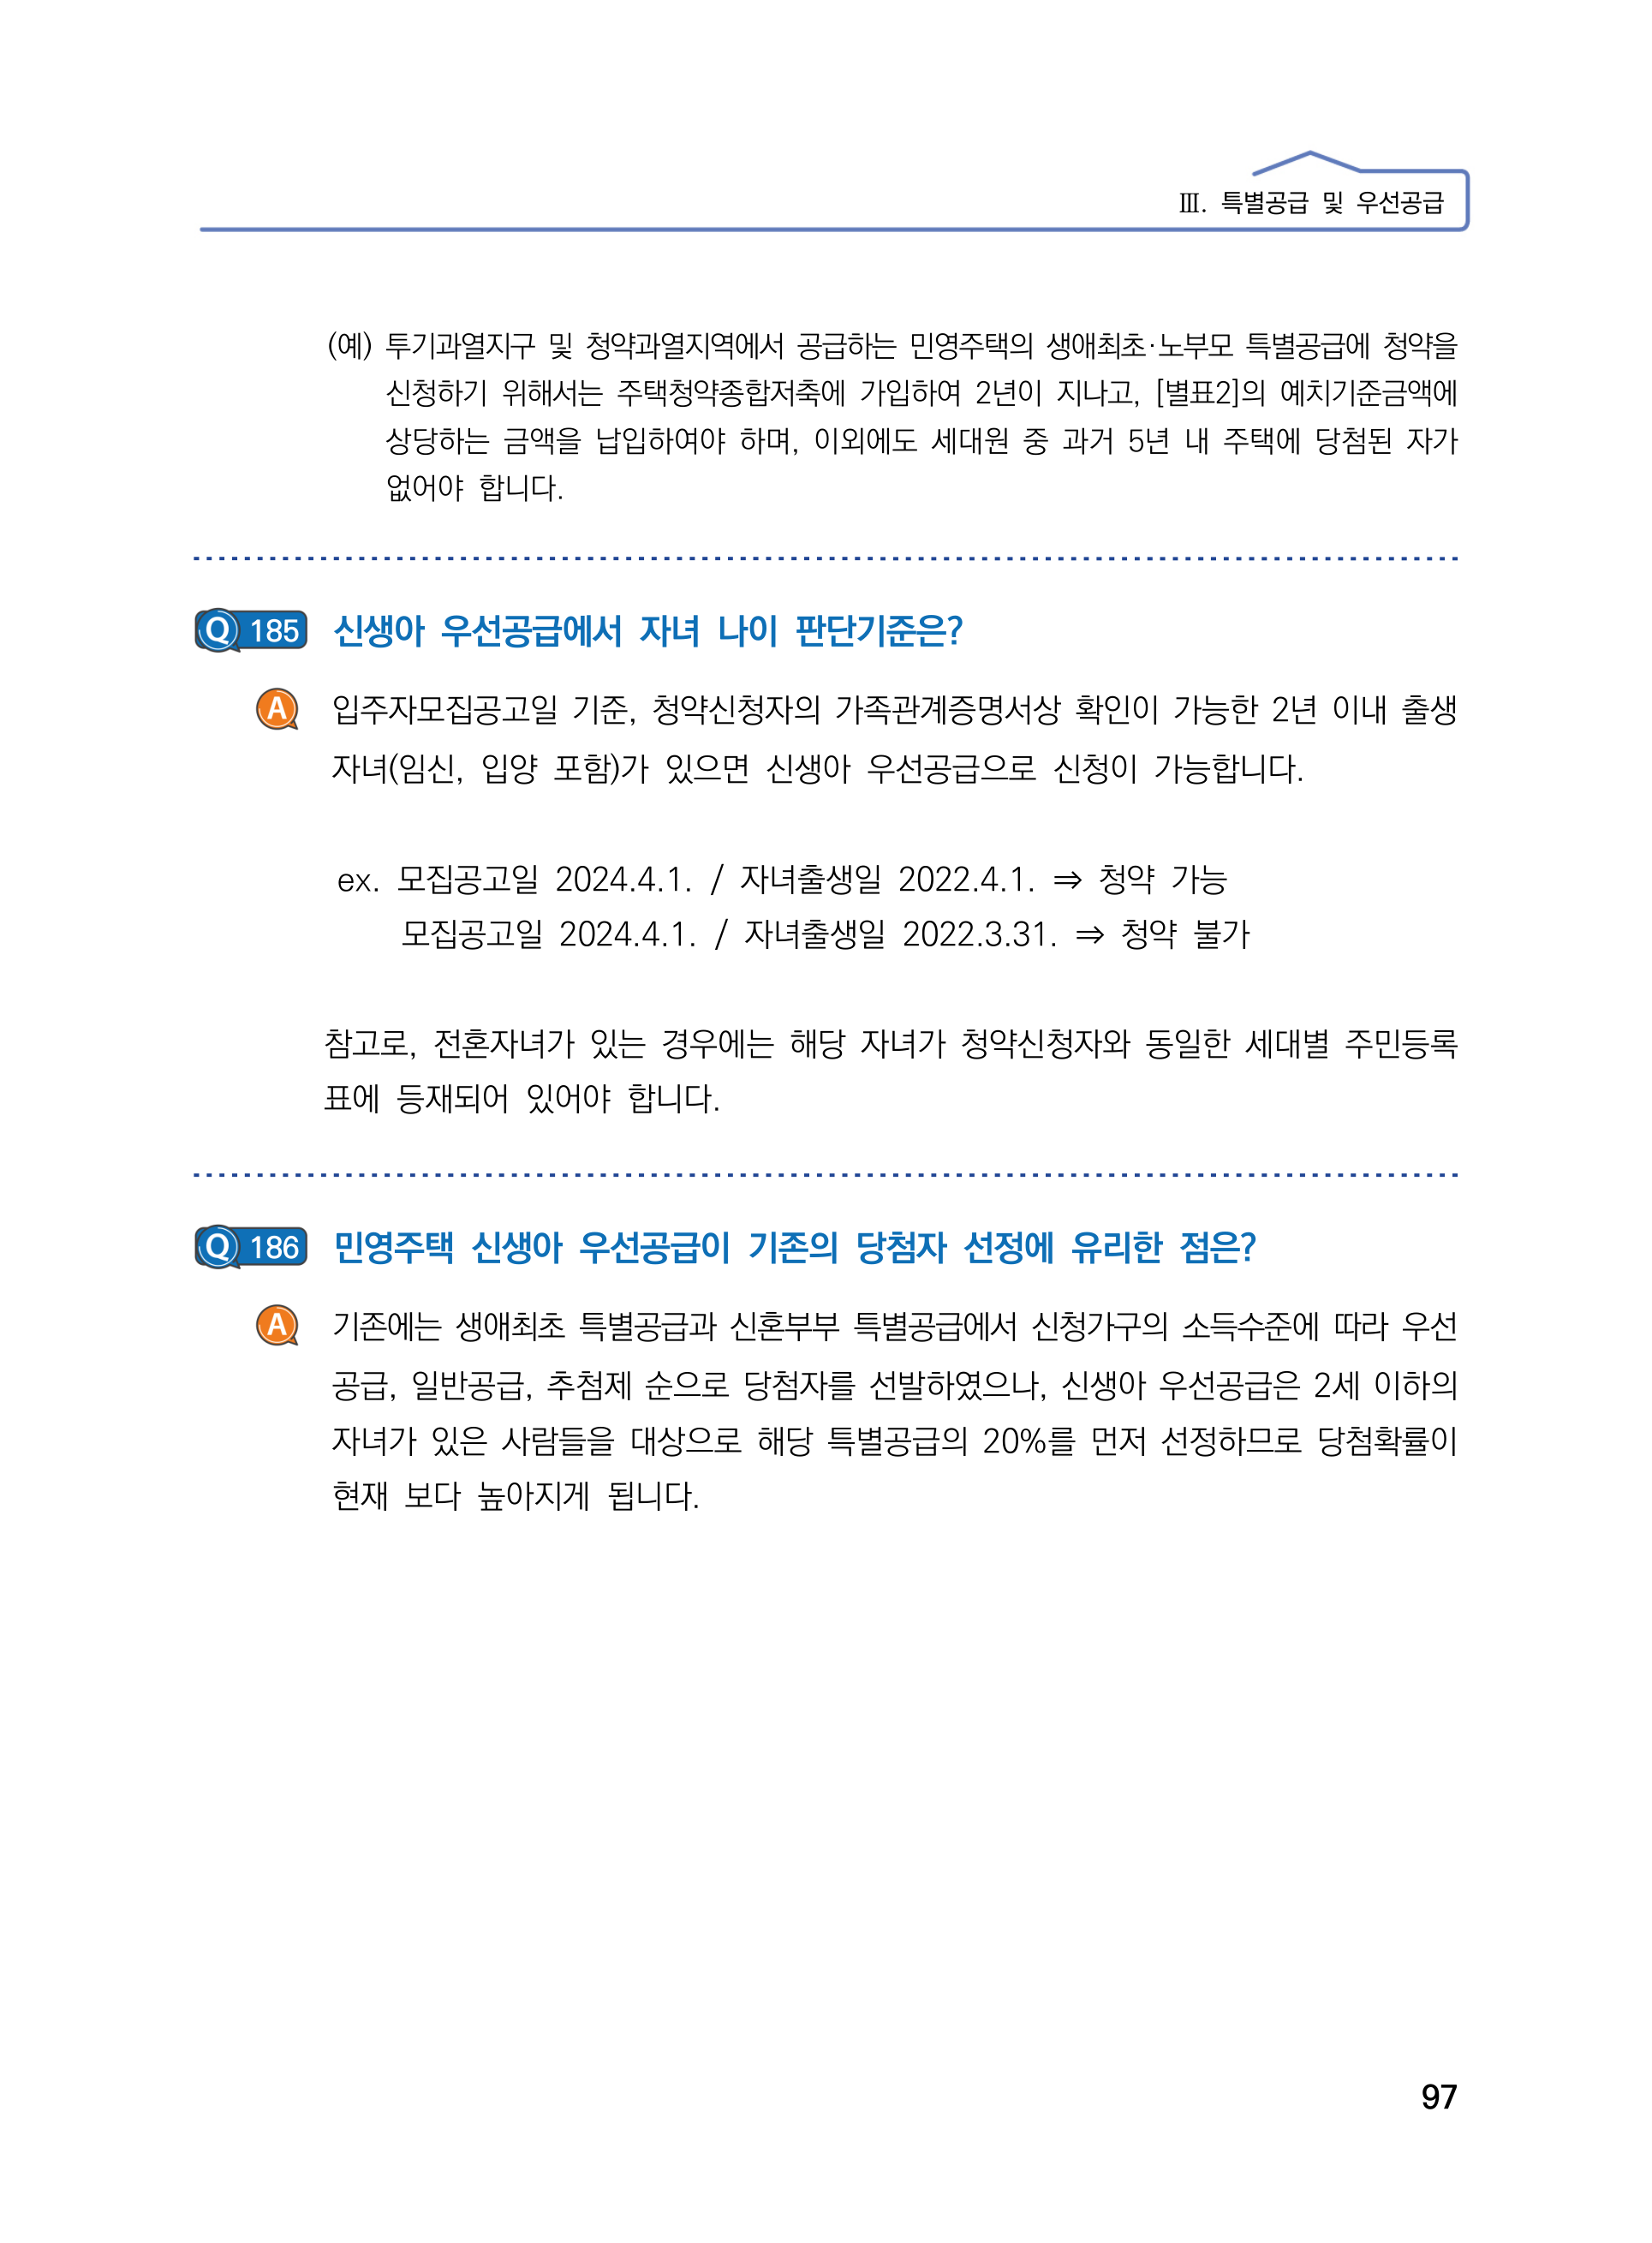 Ⅲ. 특별공급 및 우선공급
(예) 투기과열지구 및 청약과열지역에서 공급하는 민영주택의 생애최초·노부모 특별공급에 청약을
신청하기 위해서는 주택청약종합저축에 가입하여 2년이 지나고, [별표2]의 예치기준금액에
상당하는 금액을 납입하여야 하며, 이외에도 세대원 중 과거 5년 내 주택에 당첨된 자가
없어야 합니다.
Q 185 신생아 우선공급에서 자녀 나이 판단기준은?
A 입주자모집공고일 기준, 청약신청자의 가족관계증명서상 확인이 가능한 2년 이내 출생
자녀(임신, 입양 포함)가 있으면 신생아 우선공급으로 신청이 가능합니다.
ex. 모집공고일 2024.4.1. / 자녀출생일 2022.4.1. ⇒ 청약 가능
모집공고일 2024.4.1. / 자녀출생일 2022.3.31. ⇒ 청약 불가
참고로, 전혼자녀가 있는 경우에는 해당 자녀가 청약신청자와 동일한 세대별 주민등록
표에 등재되어 있어야 합니다.
Q 186 민영주택 신생아 우선공급이 기존의 당첨자 선정에 유리한 점은?
A 기존에는 생애최초 특별공급과 신혼부부 특별공급에서 신청가구의 소득수준에 따라 우선
공급, 일반공급, 추첨제 순으로 당첨자를 선발하였으나, 신생아 우선공급은 2세 이하의
자녀가 있은 사람들을 대상으로 해당 특별공급의 20%를 먼저 선정하므로 당첨확률이
현재 보다 높아지게 됩니다.
97